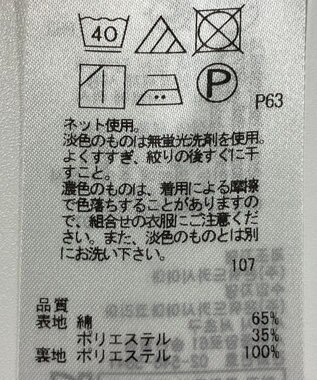 40
P
P63
ネット使用。
淡色のものは無蛍光洗剤を使用。
よくすすぎ、絞りの後すぐに干
すこと。
濃色のものは、着用による摩擦
で色落ちすることがありますの
で、組合せの衣服にご注意くだ
さい。また、淡色のものとは別
にお洗い下さい。
107
品質
表地 綿 65%
ポリエステル 35%
裏地 ポリエステル 100%